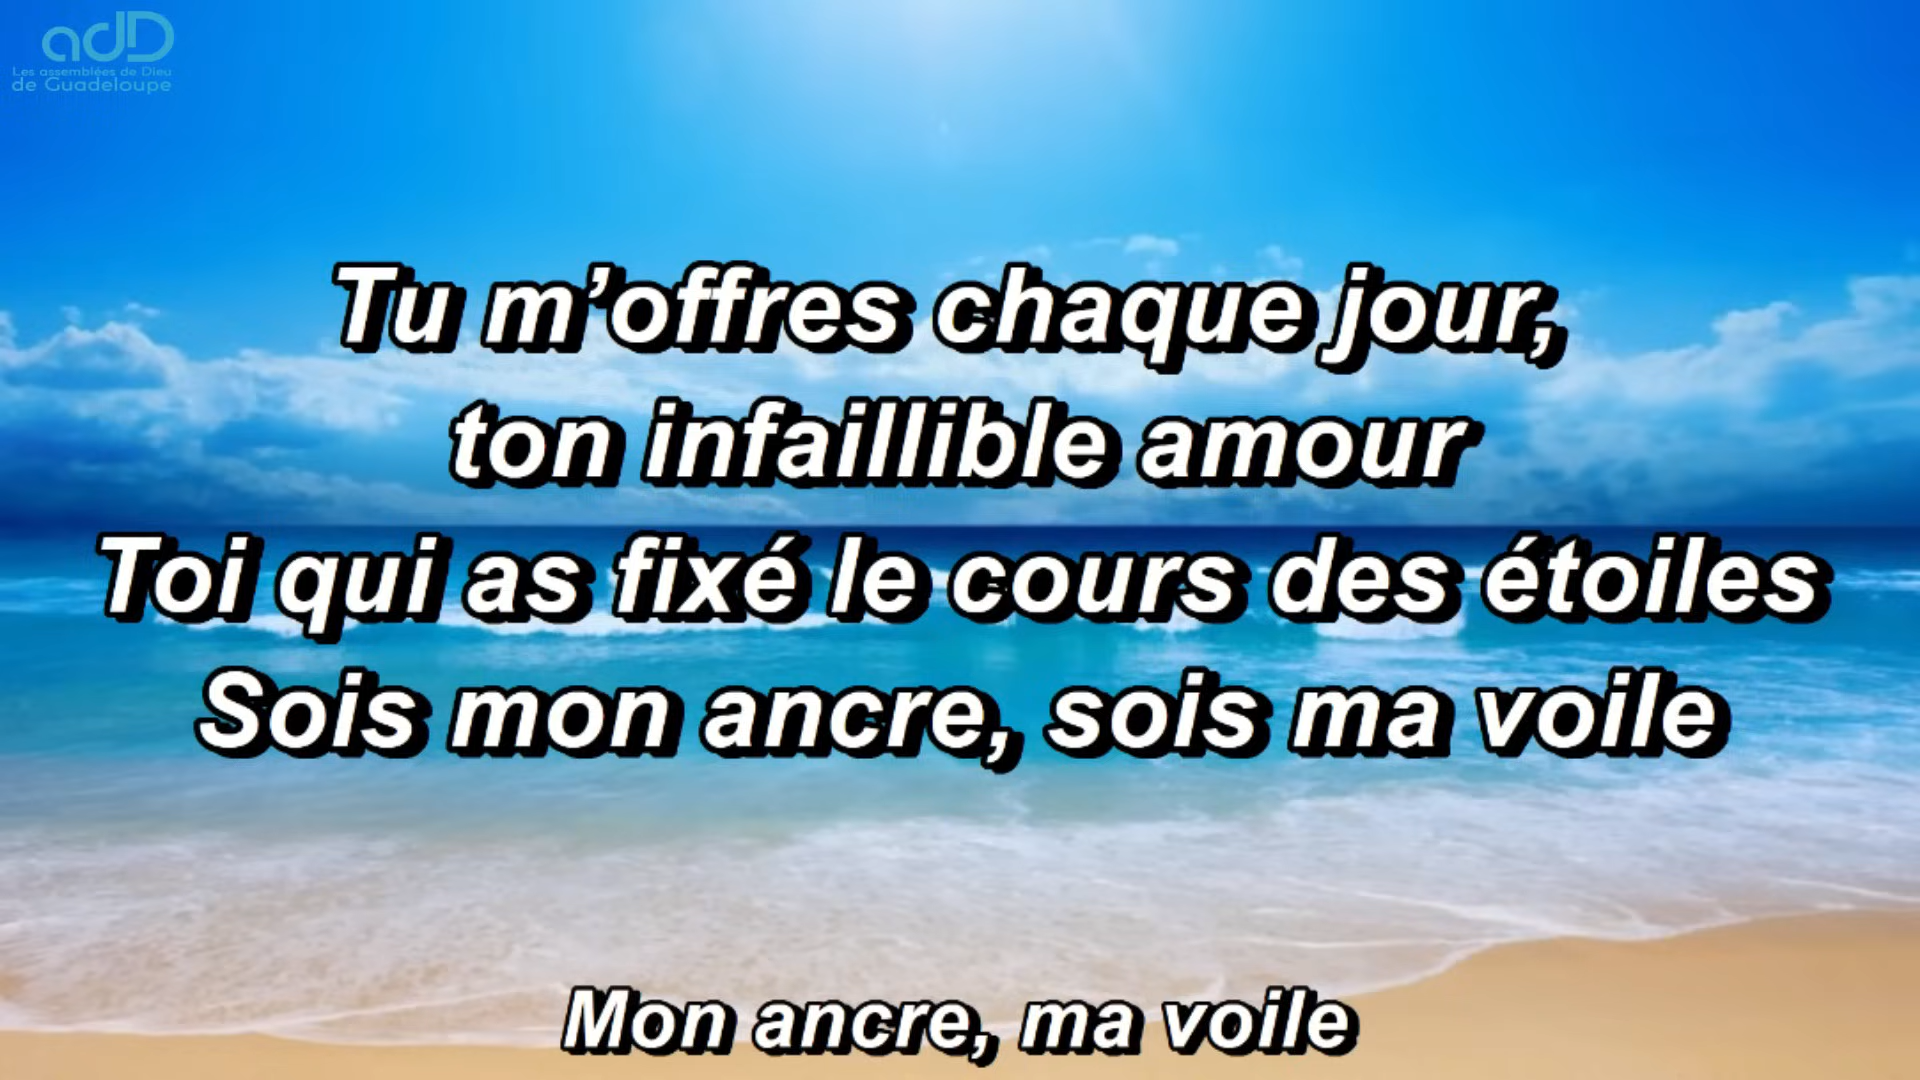 adD
Les assemblées de Dieu
de Guadeloupe
Tu m’offres chaque jour,
ton infaillible amour
Toi qui as fixé le cours des étoiles
Sois mon ancre, sois ma voile
Mon ancre, ma voile